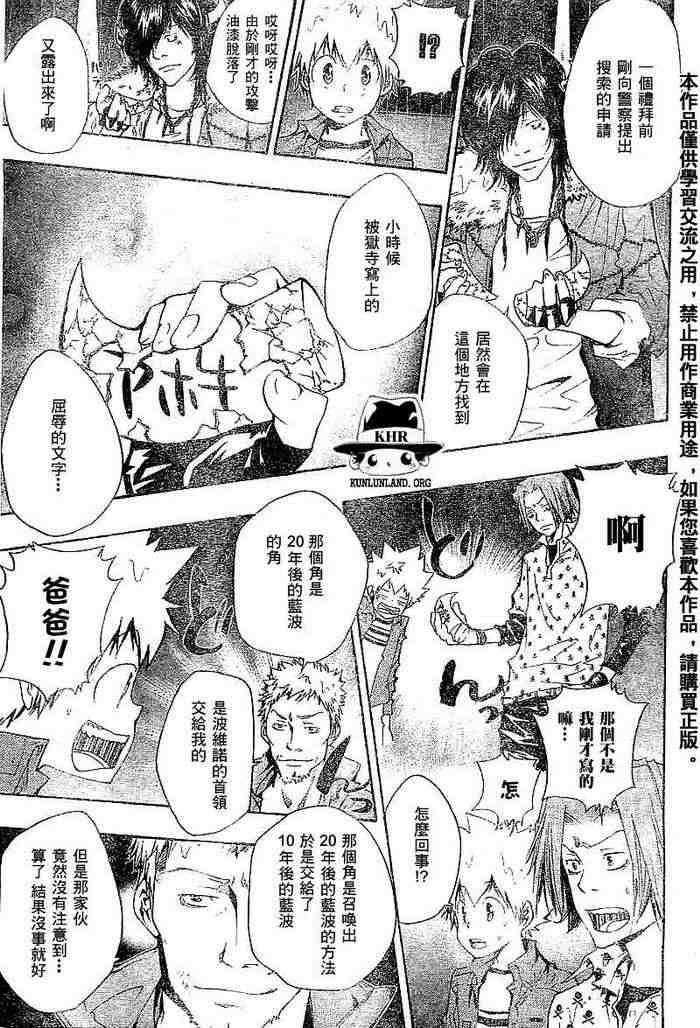 一個禮拜前
剛向警察提出
搜索的申請
居然會在
這個地方找到
!?
哎呀哎呀…
由於剛才的攻擊
油漆脫落了
又露出來了啊
小時候
被獄寺寫上的
屈辱的文字…
KHR
KUNLUNLAND.ORG
啊
那個不是
我剛才寫的
嘛…
怎
怎麼回事!?
那個角是
20年後的藍波
的角
是波維諾的首領
交給我的
爸爸!!
那個角是召喚出
20年後的藍波的方法
於是交給了
10年後的藍波
但是那家伙
竟然沒有注意到…
算了 結果沒事就好
本作品僅供學習交流之用，禁止用作商業用途，如果您喜歡本作品，請購買正版。